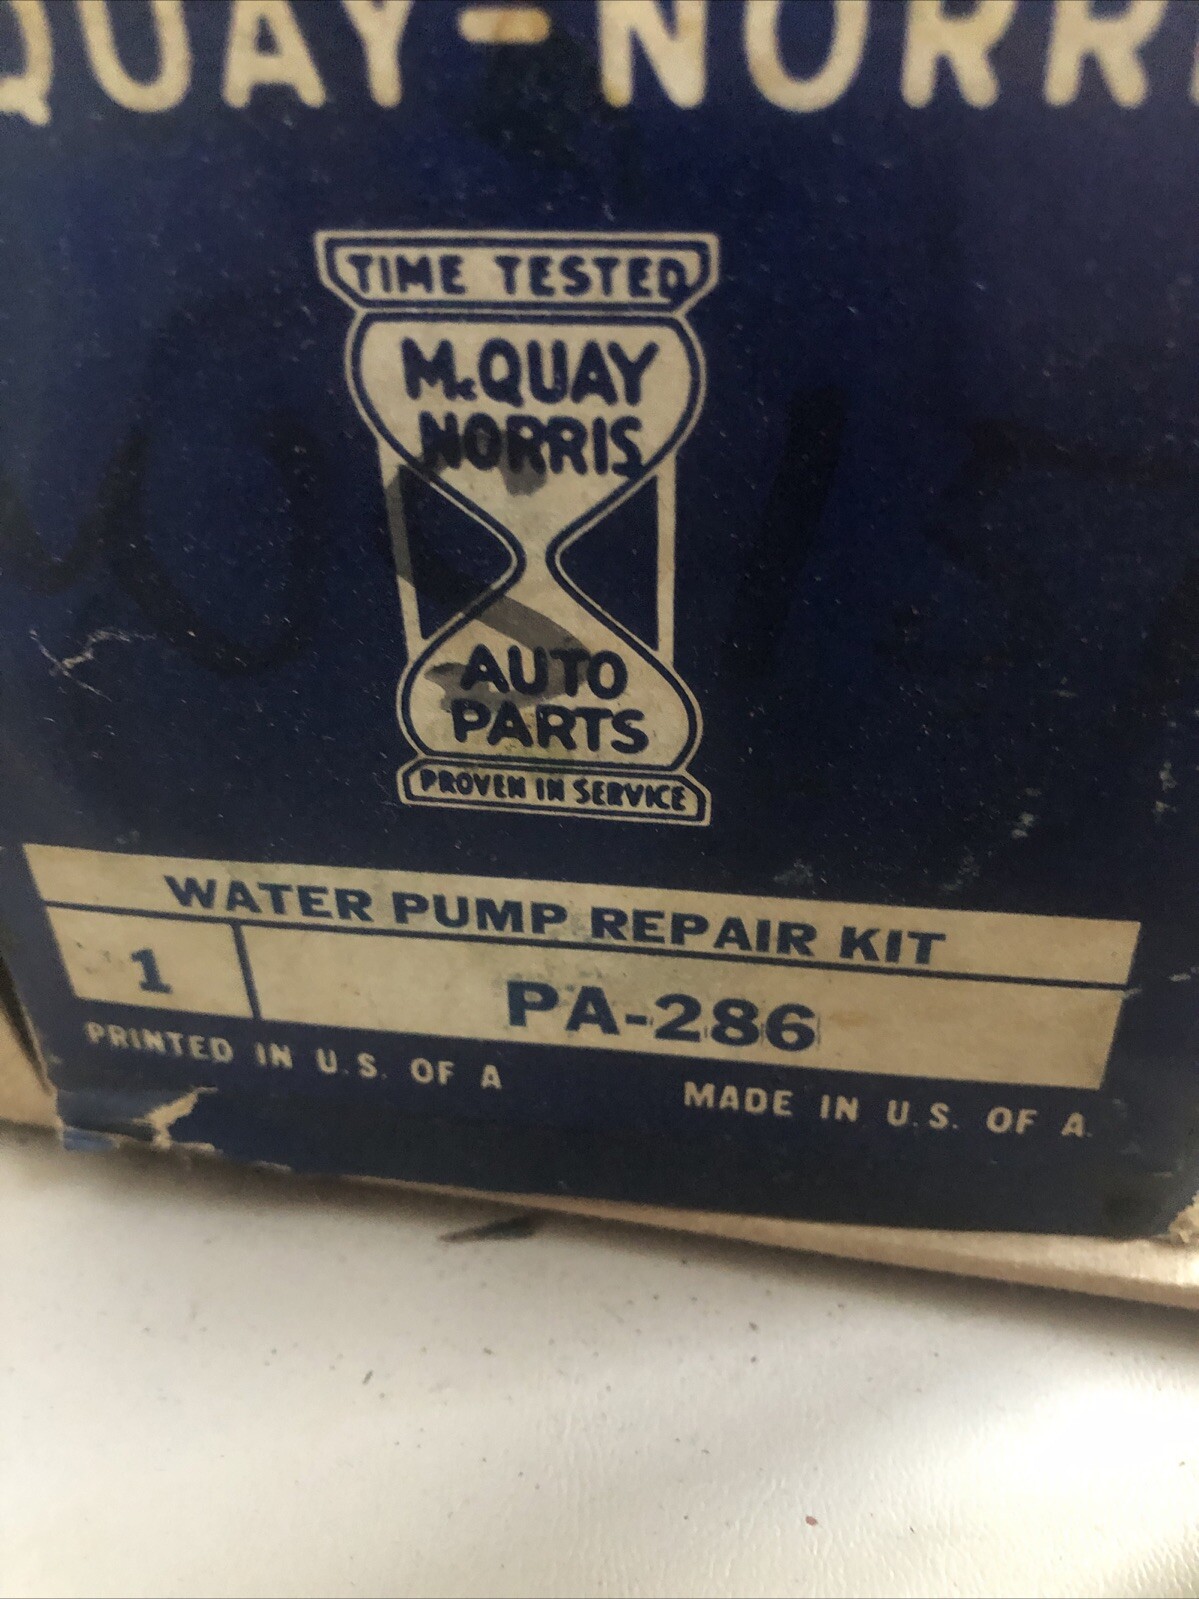 QUAY-NORRI
TIME TESTED
McQUAY
NORRIS
AUTO
PARTS
PROVEN IN SERVICE
WATER PUMP REPAIR KIT
1 PA-286
PRINTED IN U.S. OF A
MADE IN U.S. OF A.